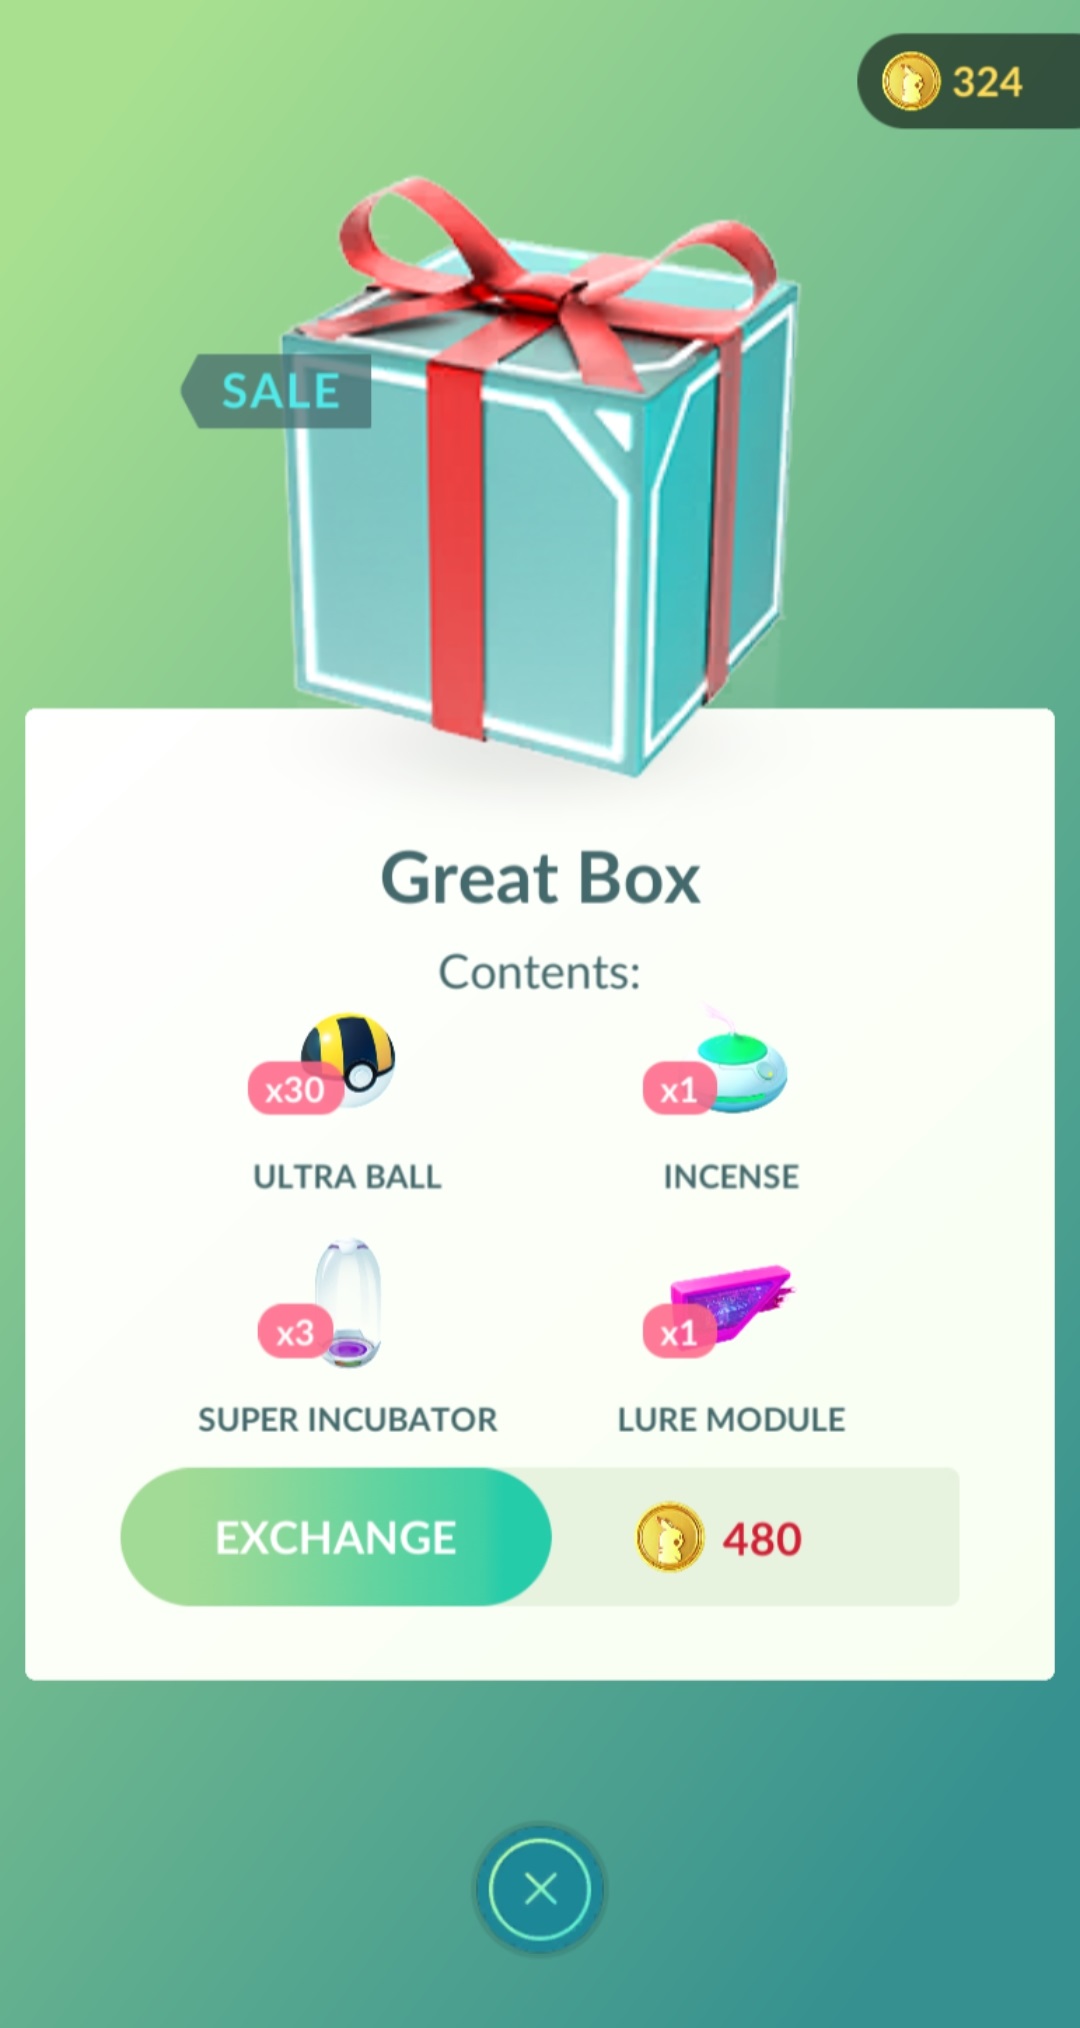 324
SALE
Great Box
Contents:
x30
x1
ULTRA BALL
INCENSE
x3
x1
SUPER INCUBATOR
LURE MODULE
EXCHANGE
480